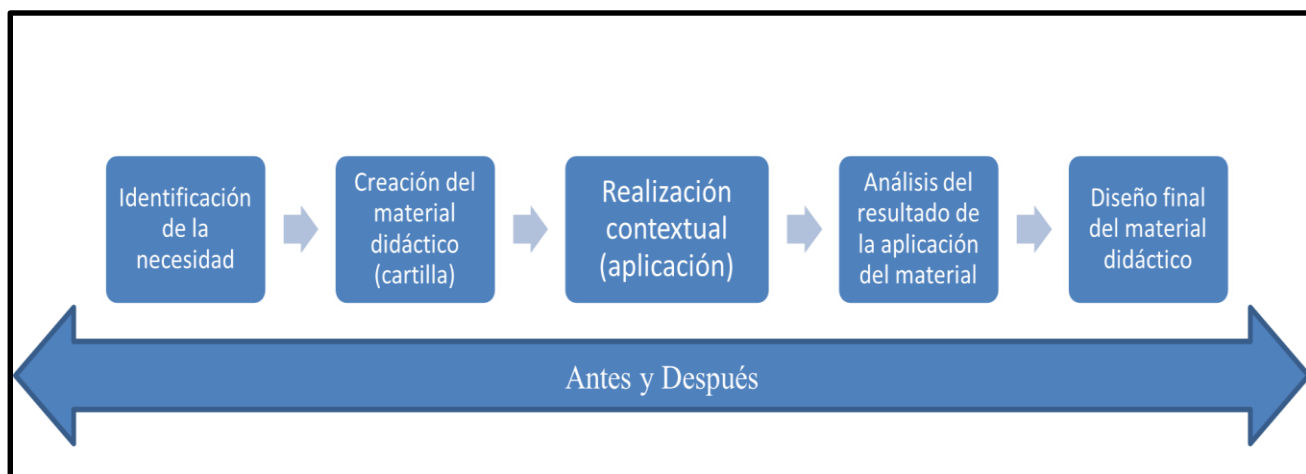 Identificación
de la
necesidad
Creación del
material
didáctico
(cartilla)
Realización
contextual
(aplicación)
Análisis del
resultado de
la aplicación
del material
Diseño final
del material
didáctico
Antes y Después